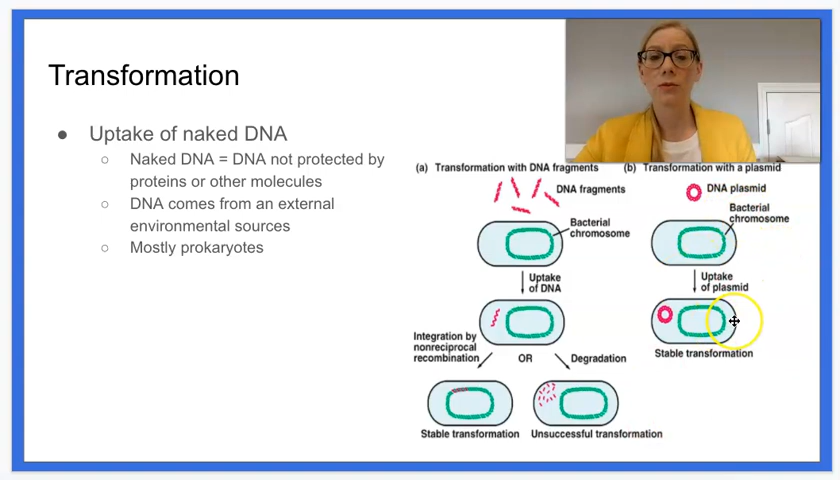 Transformation
● Uptake of naked DNA
○ Naked DNA = DNA not protected by
proteins or other molecules
○ DNA comes from an external
environmental sources
○ Mostly prokaryotes
(a) Transformation with DNA fragments
DNA fragments
Bacterial
chromosome
Uptake
of DNA
Integration by
nonreciprocal
recombination
OR
Degradation
Stable transformation
Unsuccessful transformation
(b) Transformation with a plasmid
DNA plasmid
Bacterial
chromosome
Uptake
of plasmid
Stable transformation